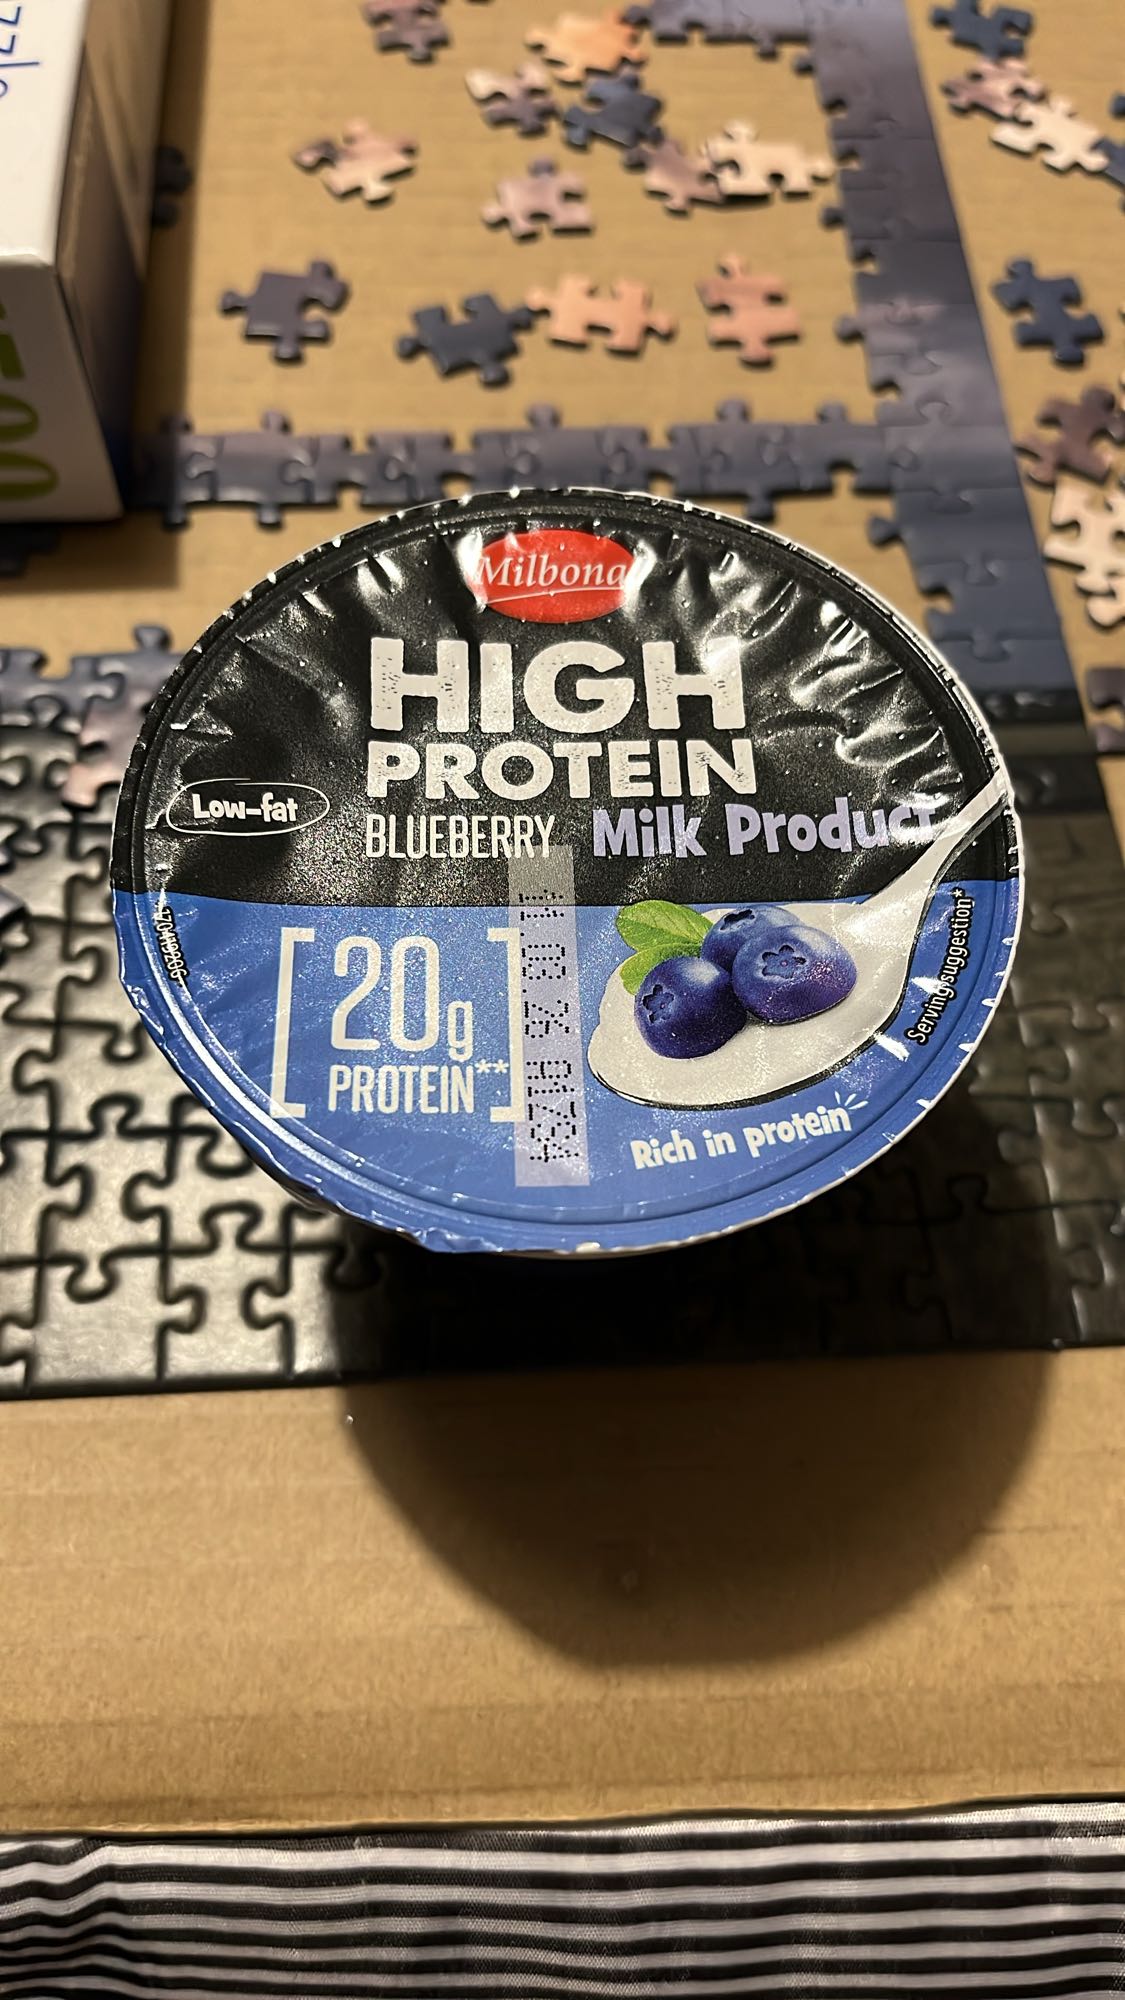 Milbona
HIGH
PROTEIN
Low-fat
BLUEBERRY Milk Product
[20g
PROTEIN**]
Serving suggestion*
Rich in protein